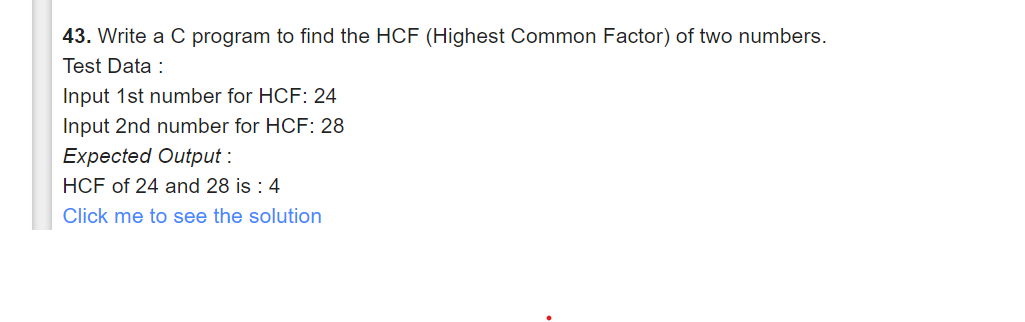 43. Write a C program to find the HCF (Highest Common Factor) of two numbers.
Test Data :
Input 1st number for HCF: 24
Input 2nd number for HCF: 28
Expected Output :
HCF of 24 and 28 is : 4
Click me to see the solution